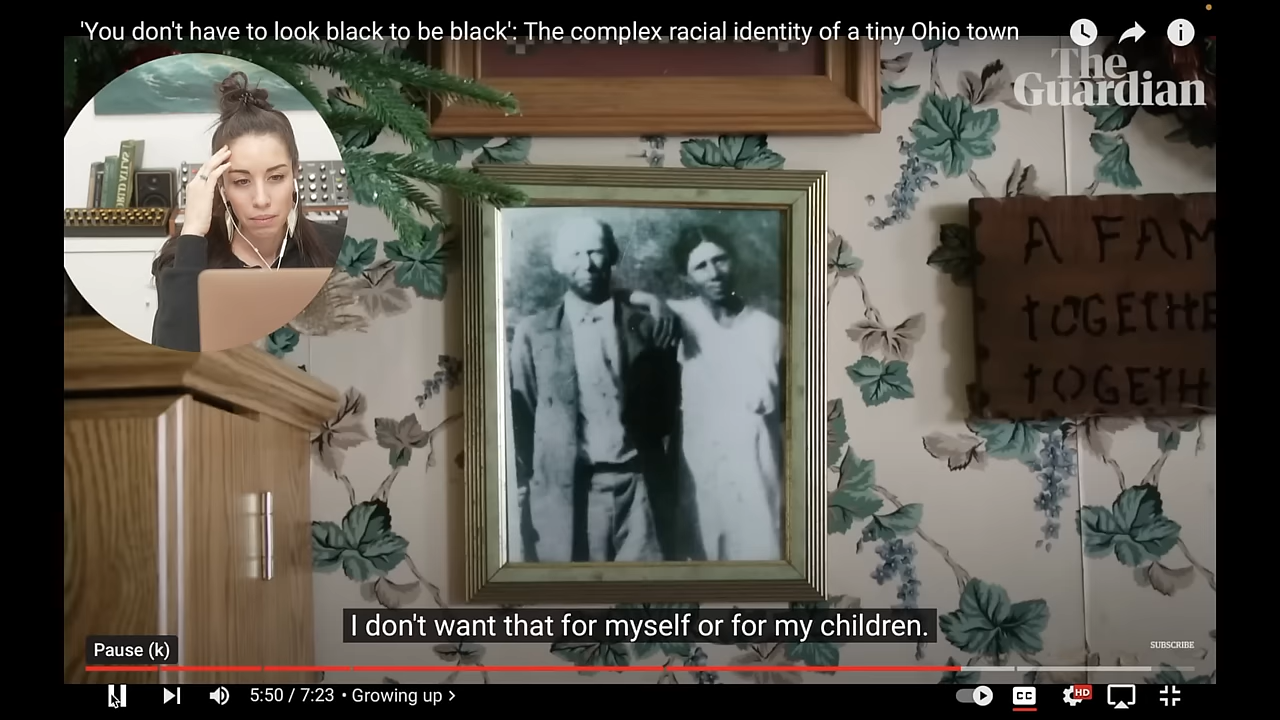 'You don't have to look black to be black': The complex racial identity of a tiny Ohio town
The
Guardian
A FAM
TOGETHE
TOGETH
I don't want that for myself or for my children.
SUBSCRIBE
Pause (k)
5:50 / 7:23 • Growing up >
CC
HD